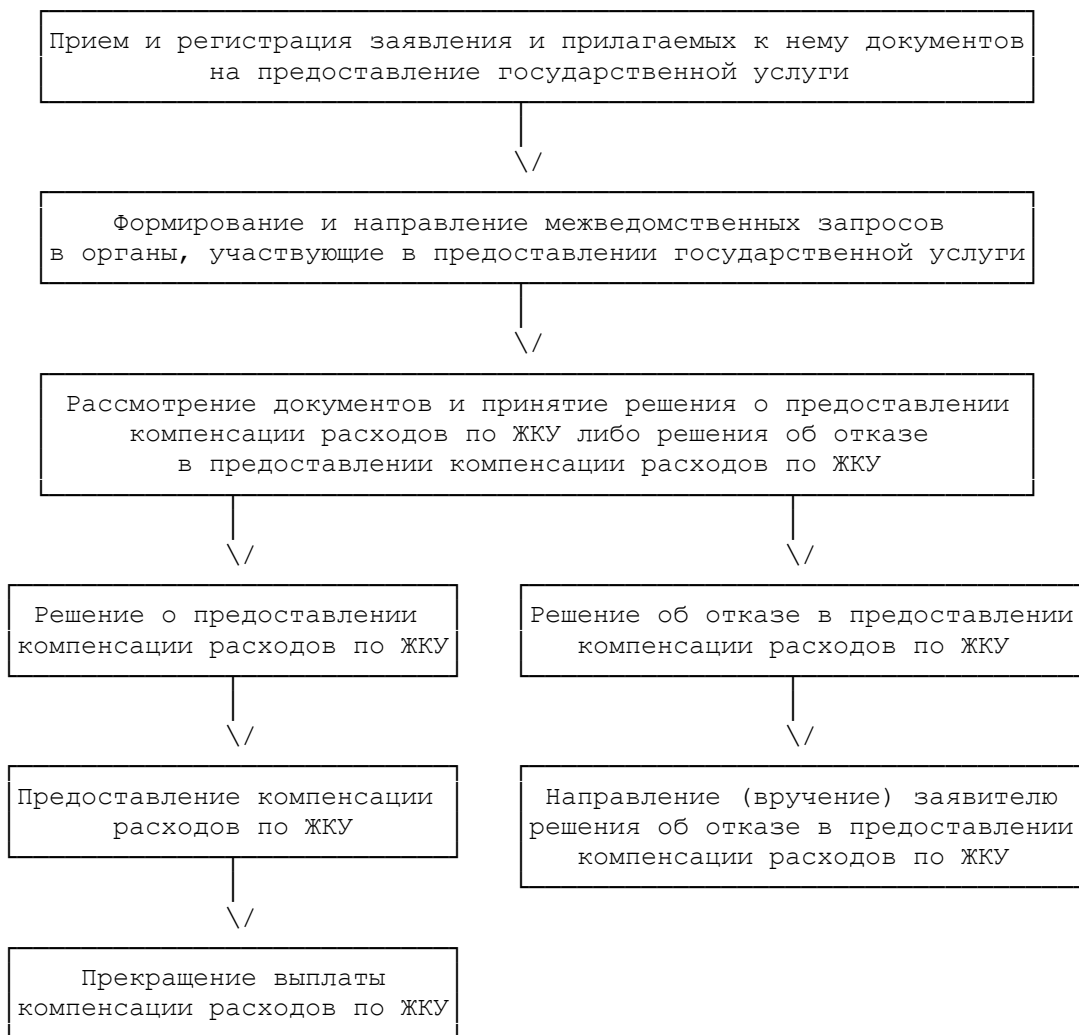 Прием и регистрация заявления и прилагаемых к нему документов
на предоставление государственной услуги
Формирование и направление межведомственных запросов
в органы, участвующие в предоставлении государственной услуги
Рассмотрение документов и принятие решения о предоставлении
компенсации расходов по ЖКУ либо решения об отказе
в предоставлении компенсации расходов по ЖКУ
Решение о предоставлении
компенсации расходов по ЖКУ
Решение об отказе в предоставлении
компенсации расходов по ЖКУ
Предоставление компенсации
расходов по ЖКУ
Направление (вручение) заявителю
решения об отказе в предоставлении
компенсации расходов по ЖКУ
Прекращение выплаты
компенсации расходов по ЖКУ